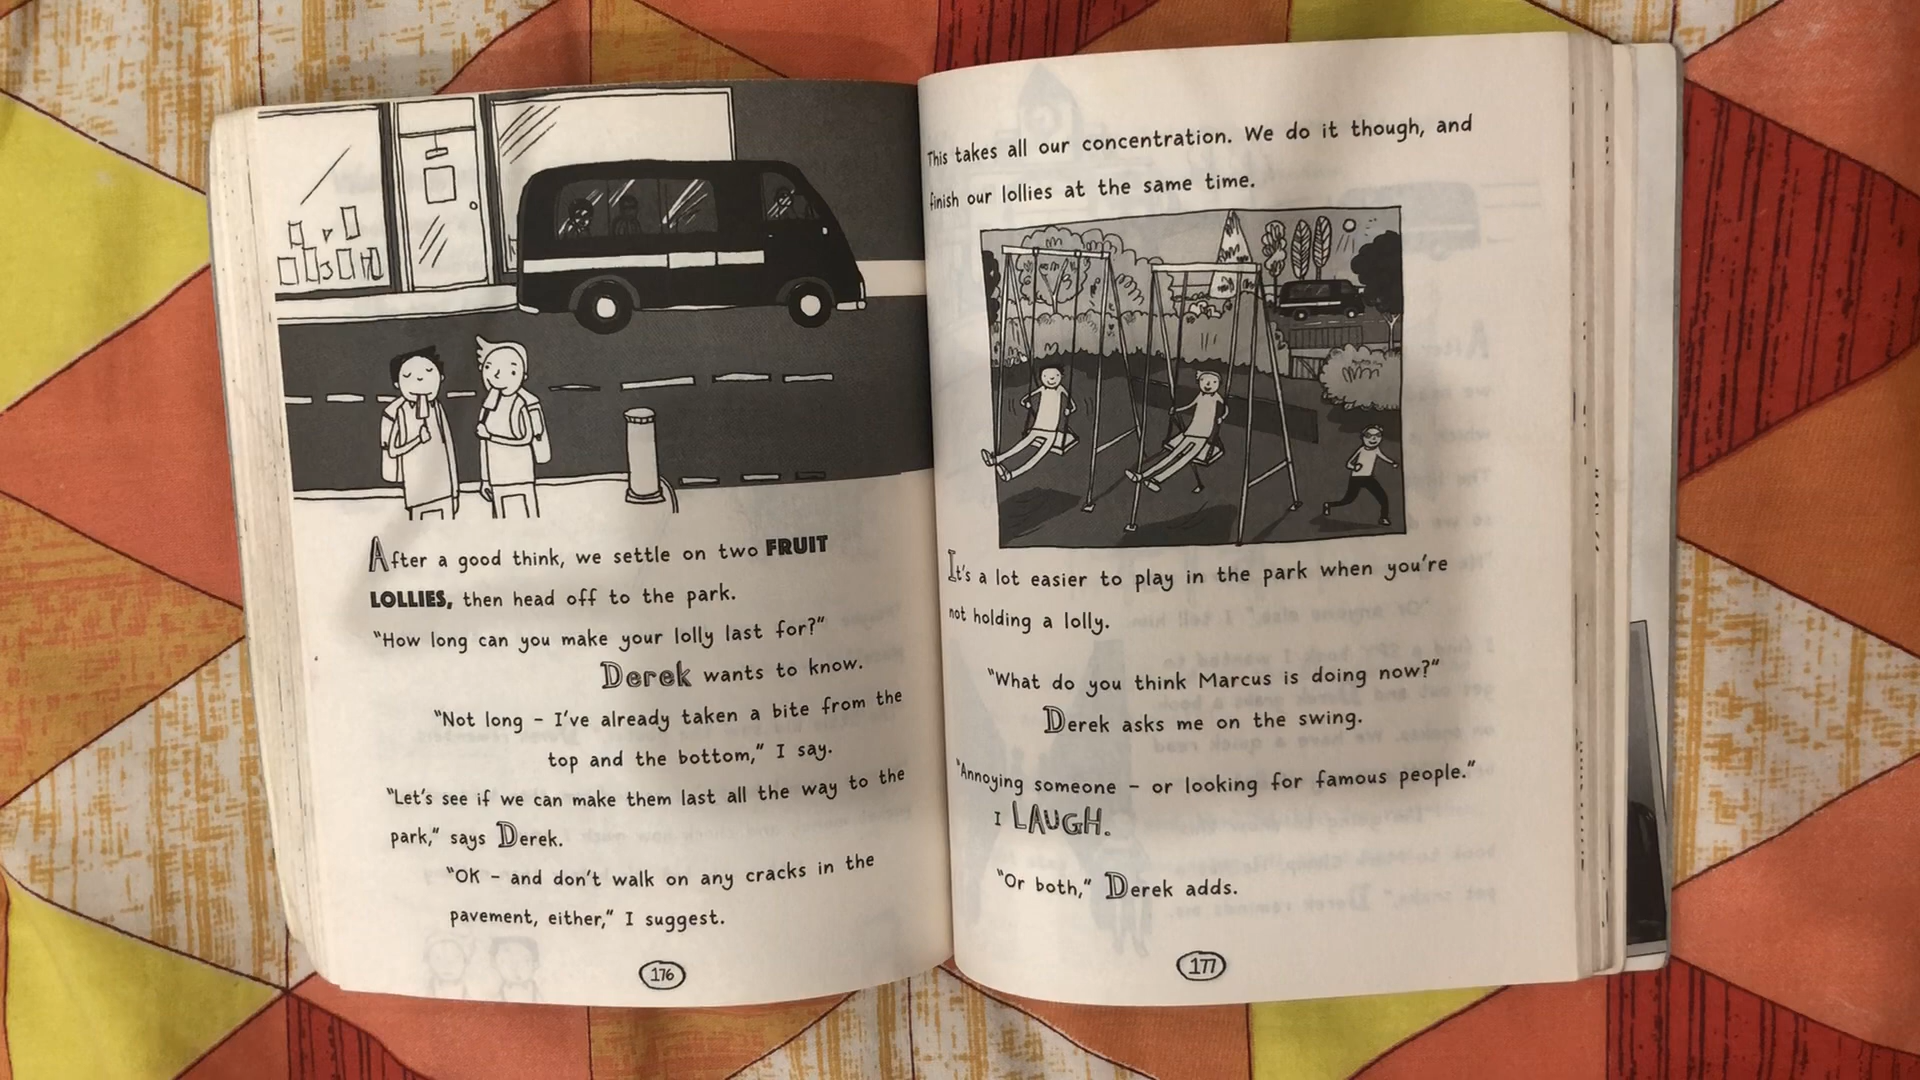 After a good think, we settle on two FRUIT
LOLLIES, then head off to the park.
"How long can you make your lolly last for?"
Derek wants to know.
"Not long – I've already taken a bite from the
top and the bottom," I say.
"Let's see if we can make them last all the way to the
park," says Derek.
"OK – and don't walk on any cracks in the
pavement, either," I suggest.
176
This takes all our concentration. We do it though, and
finish our lollies at the same time.
It's a lot easier to play in the park when you're
not holding a lolly.
"What do you think Marcus is doing now?"
Derek asks me on the swing.
"Annoying someone – or looking for famous people."
I LAUGH.
"Or both," Derek adds.
177